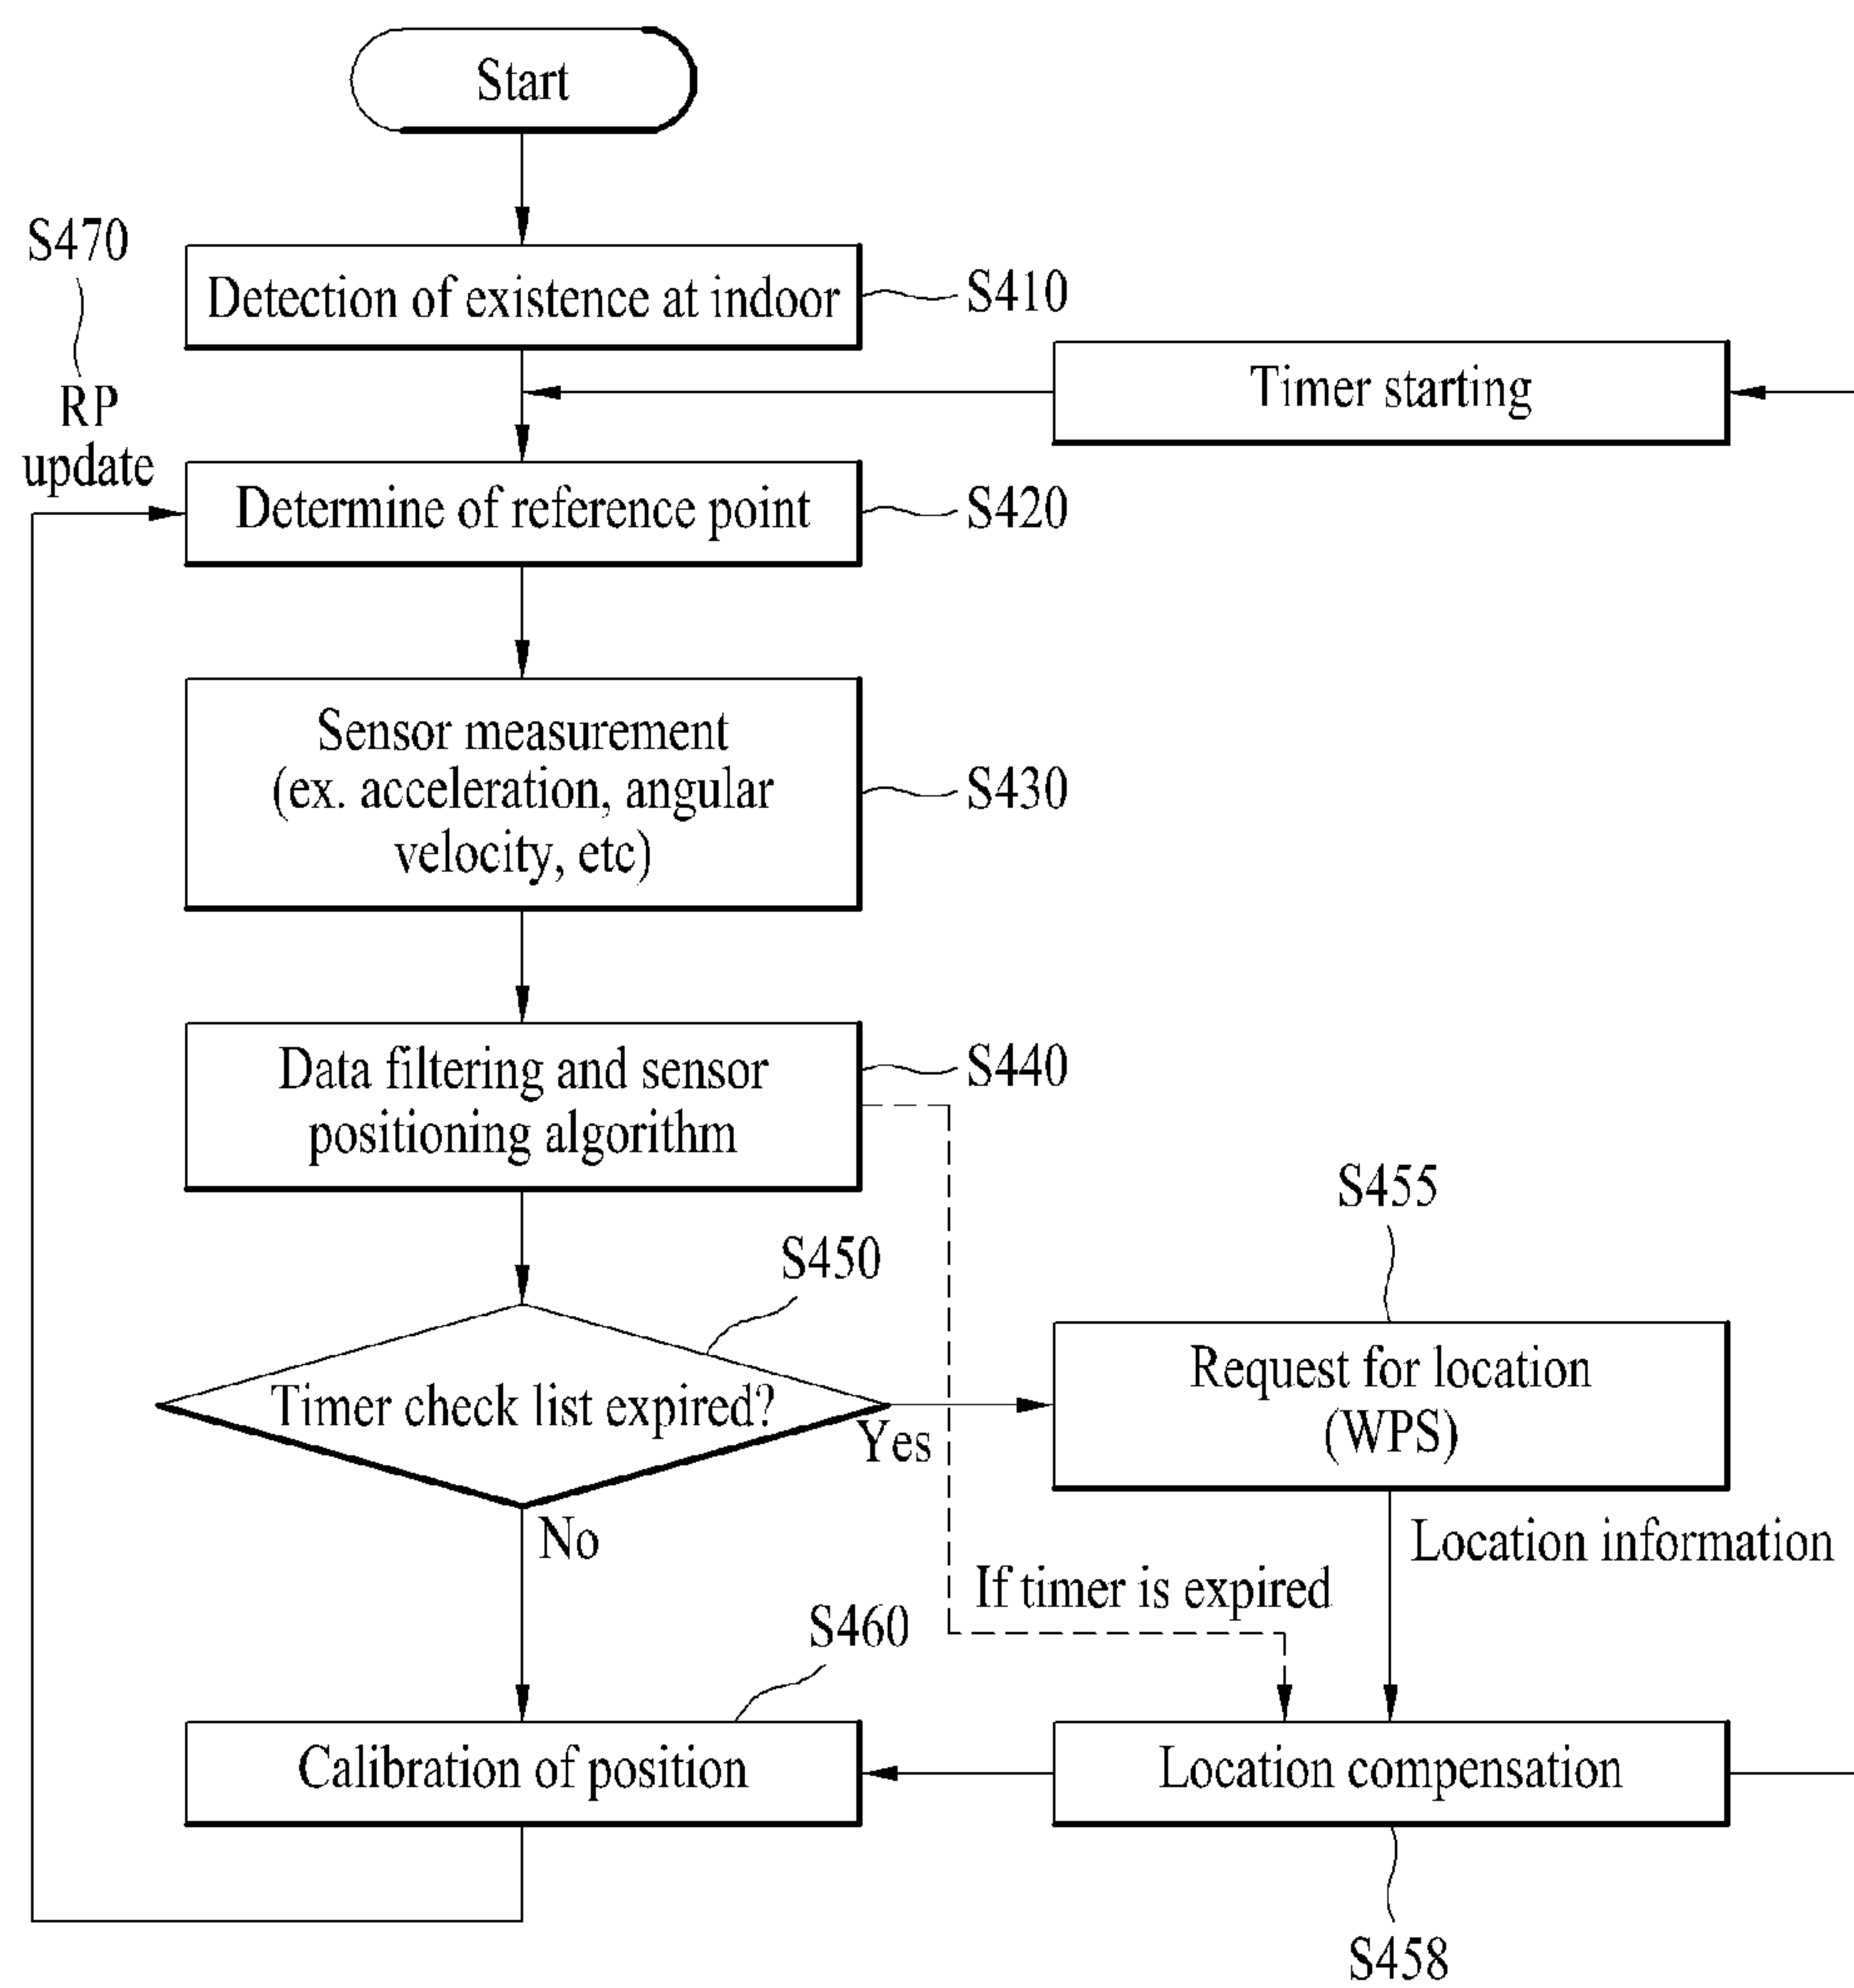 Start
S470
Detection of existence at indoor
S410
Timer starting
RP
update
Determine of reference point
S420
Sensor measurement
(ex. acceleration, angular
velocity, etc)
S430
Data filtering and sensor
positioning algorithm
S440
S455
S450
Request for location
(WPS)
Timer check list expired?
Yes
No
Location information
If timer is expired
S460
Calibration of position
Location compensation
S458